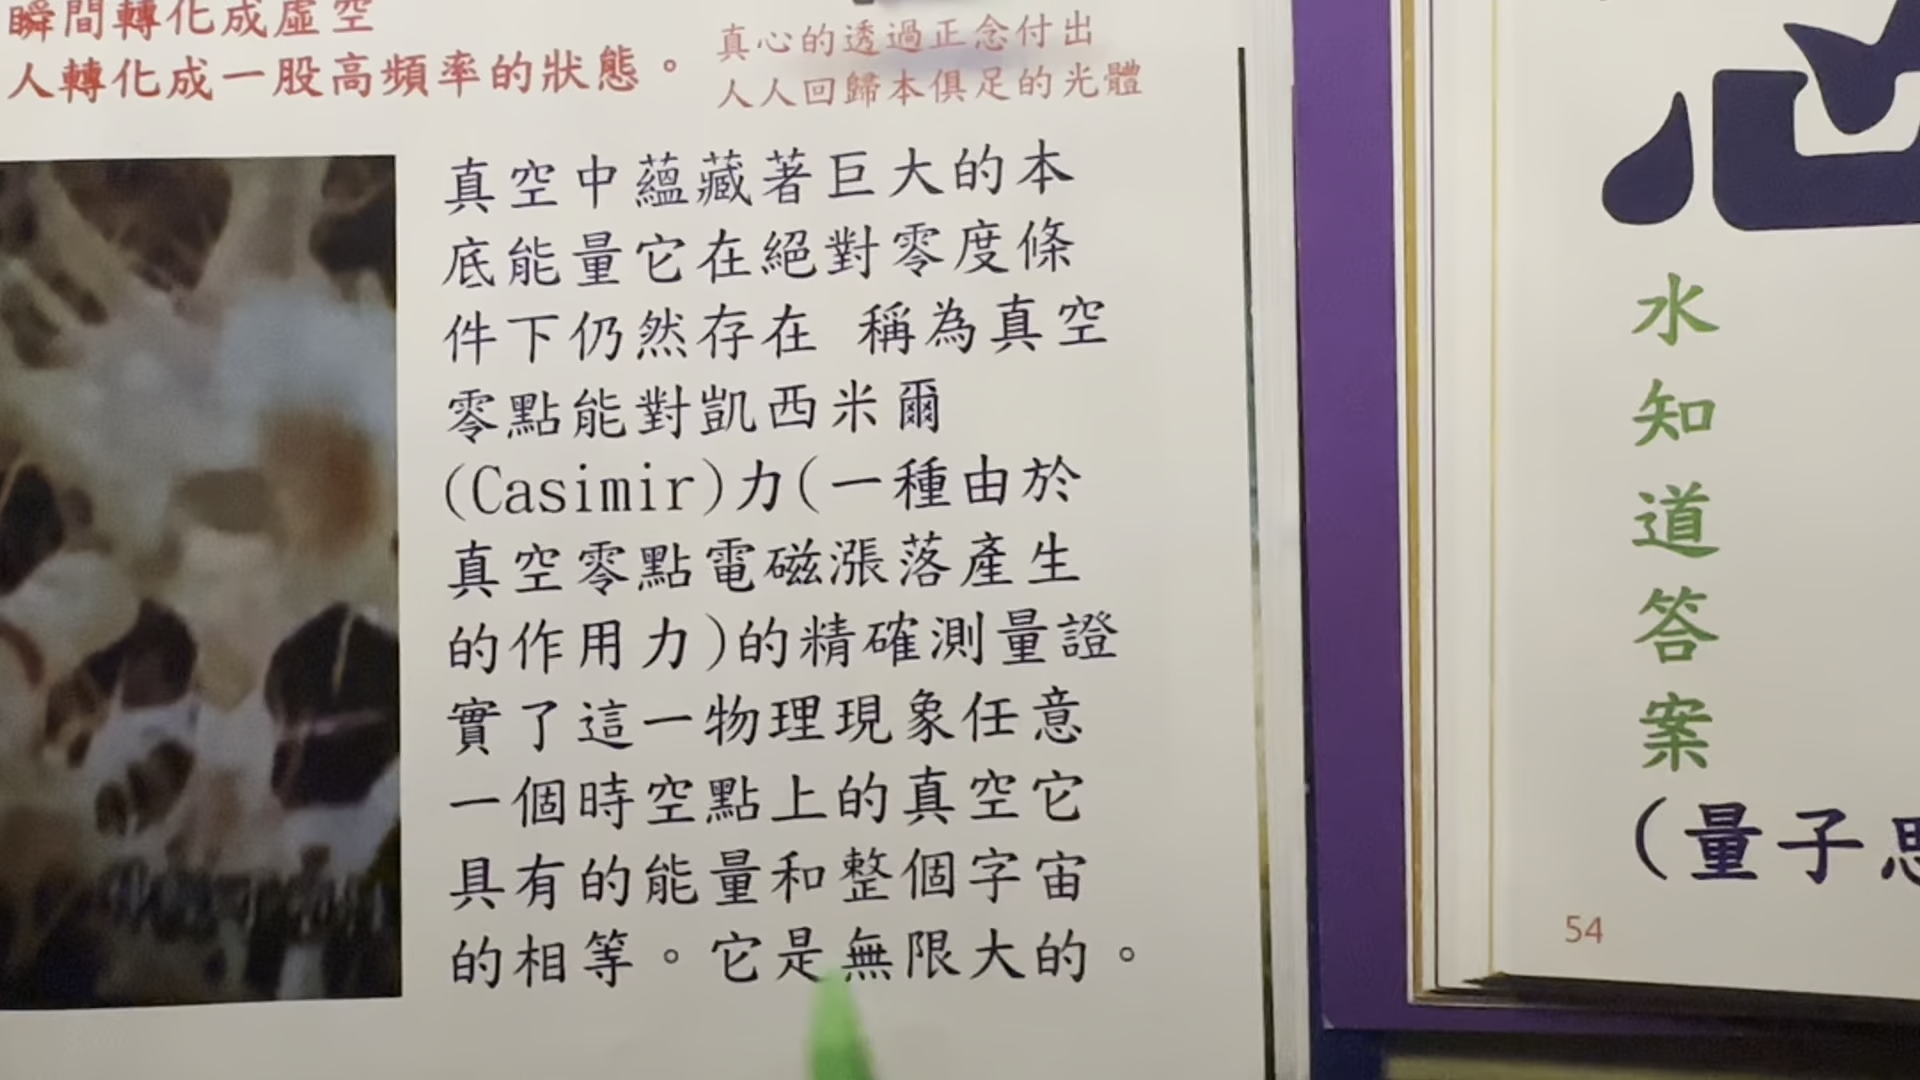 瞬間轉化成虛空
人轉化成一股高頻率的狀態。
真心的透過正念付出
人人回歸本俱足的光體
真空中蘊藏著巨大的本
底能量它在絕對零度條
件下仍然存在 稱為真空
零點能對凱西米爾
(Casimir)力(一種由於
真空零點電磁漲落產生
的作用力)的精確測量證
實了這一物理現象任意
一個時空點上的真空它
具有的能量和整個字宙
的相等。它是無限大的。
心
水
知
道
答
案
(量子思
54